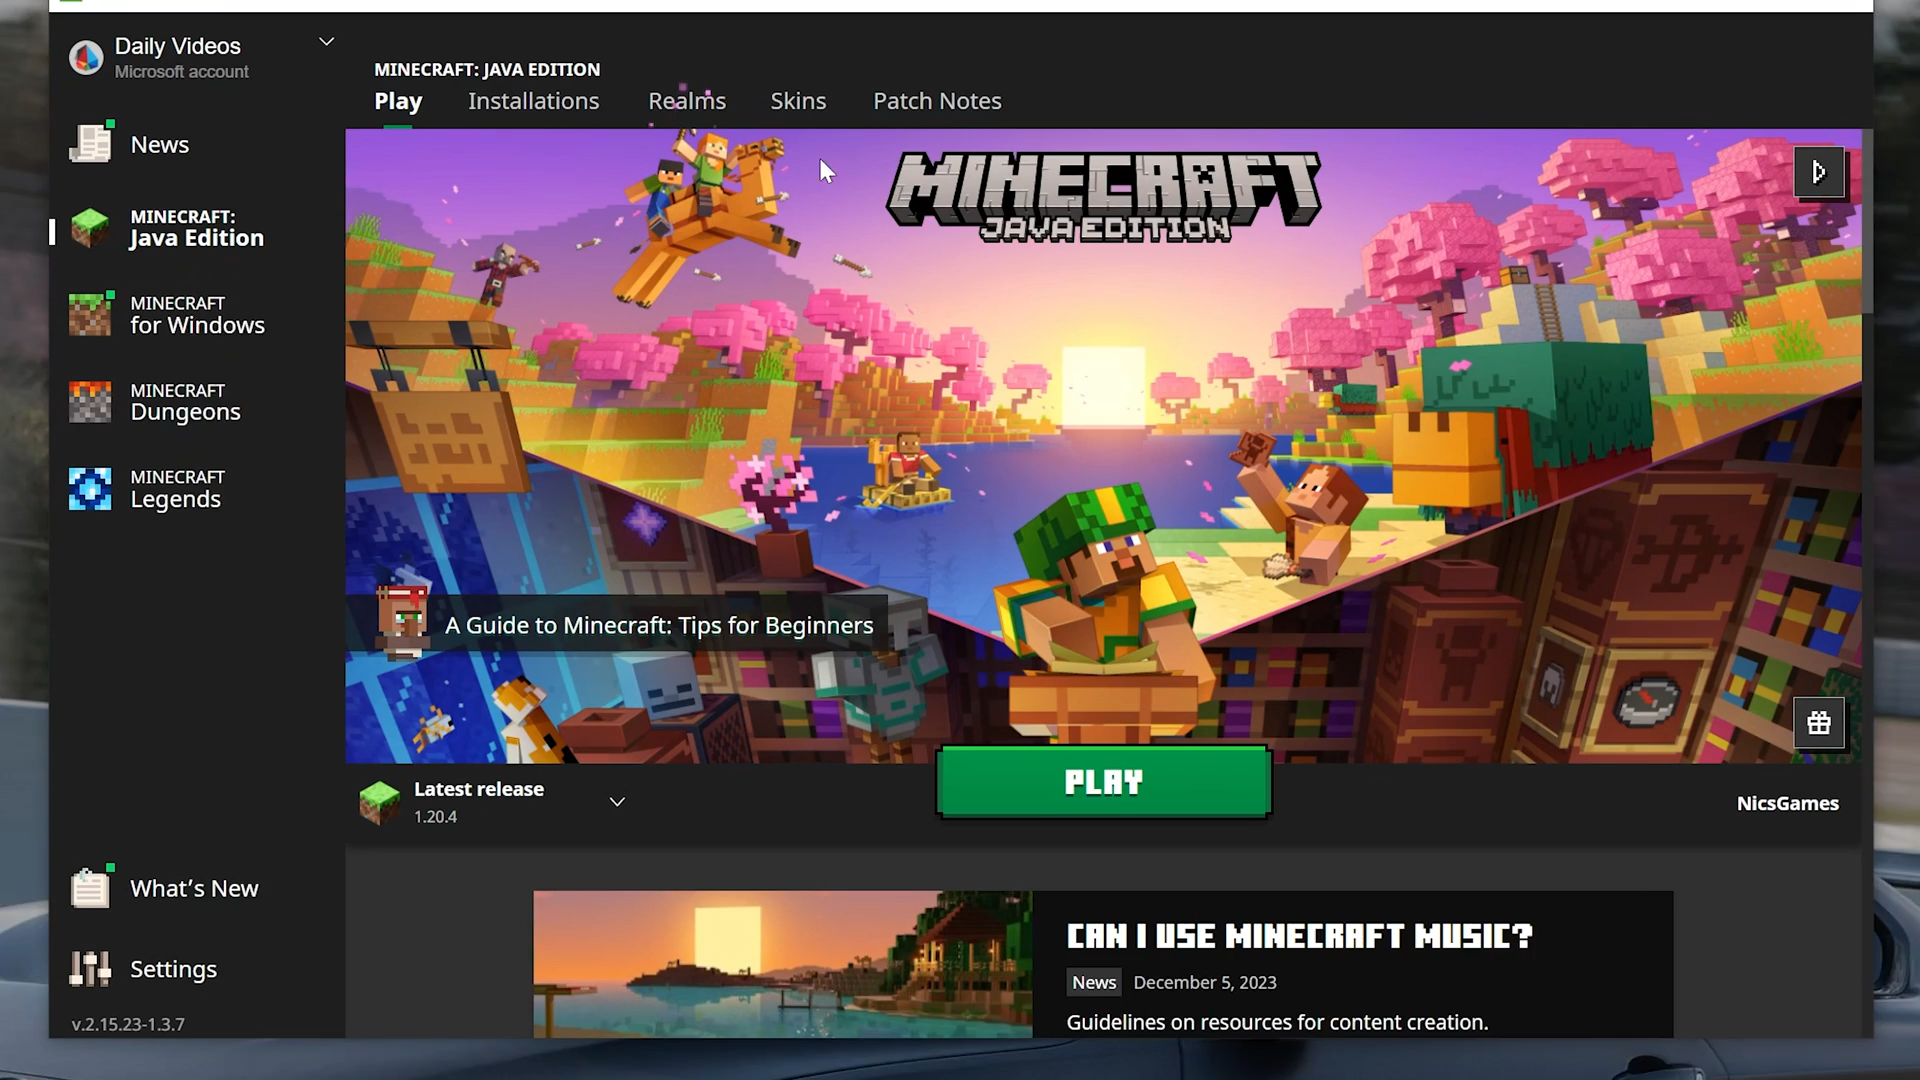 Daily Videos
Microsoft account
MINECRAFT: JAVA EDITION
Play
Installations
Realms
Skins
Patch Notes
News
MINECRAFT:
Java Edition
MINECRAFT
for Windows
MINECRAFT
Dungeons
MINECRAFT
Legends
MINECRAFT
JAVA EDITION
A Guide to Minecraft: Tips for Beginners
Latest release
1.20.4
PLAY
NicsGames
What's New
Settings
v.2.15.23-1.3.7
CAN I USE MINECRAFT MUSIC?
News
December 5, 2023
Guidelines on resources for content creation.